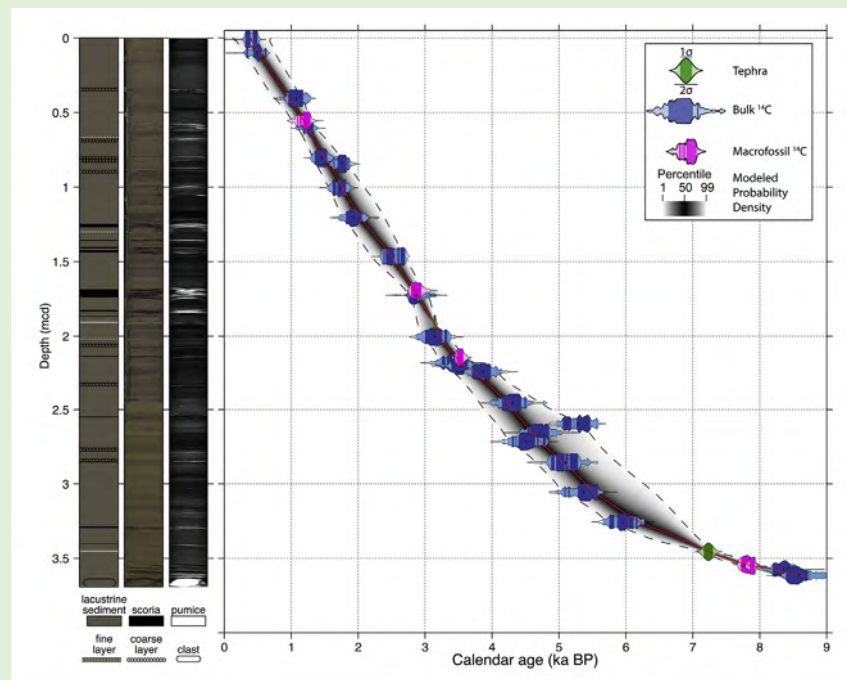 0
0.5
1
1.5
2
2.5
3
3.5
Depth (mcd)
lacustrine
sediment
scoria
pumice
fine
layer
coarse
layer
clast
1σ
2σ
Tephra
Bulk ¹⁴C
Macrofossil ¹⁴C
Percentile
1 50 99
Modeled
Probability
Density
0 1 2 3 4 5 6 7 8 9
Calendar age (ka BP)